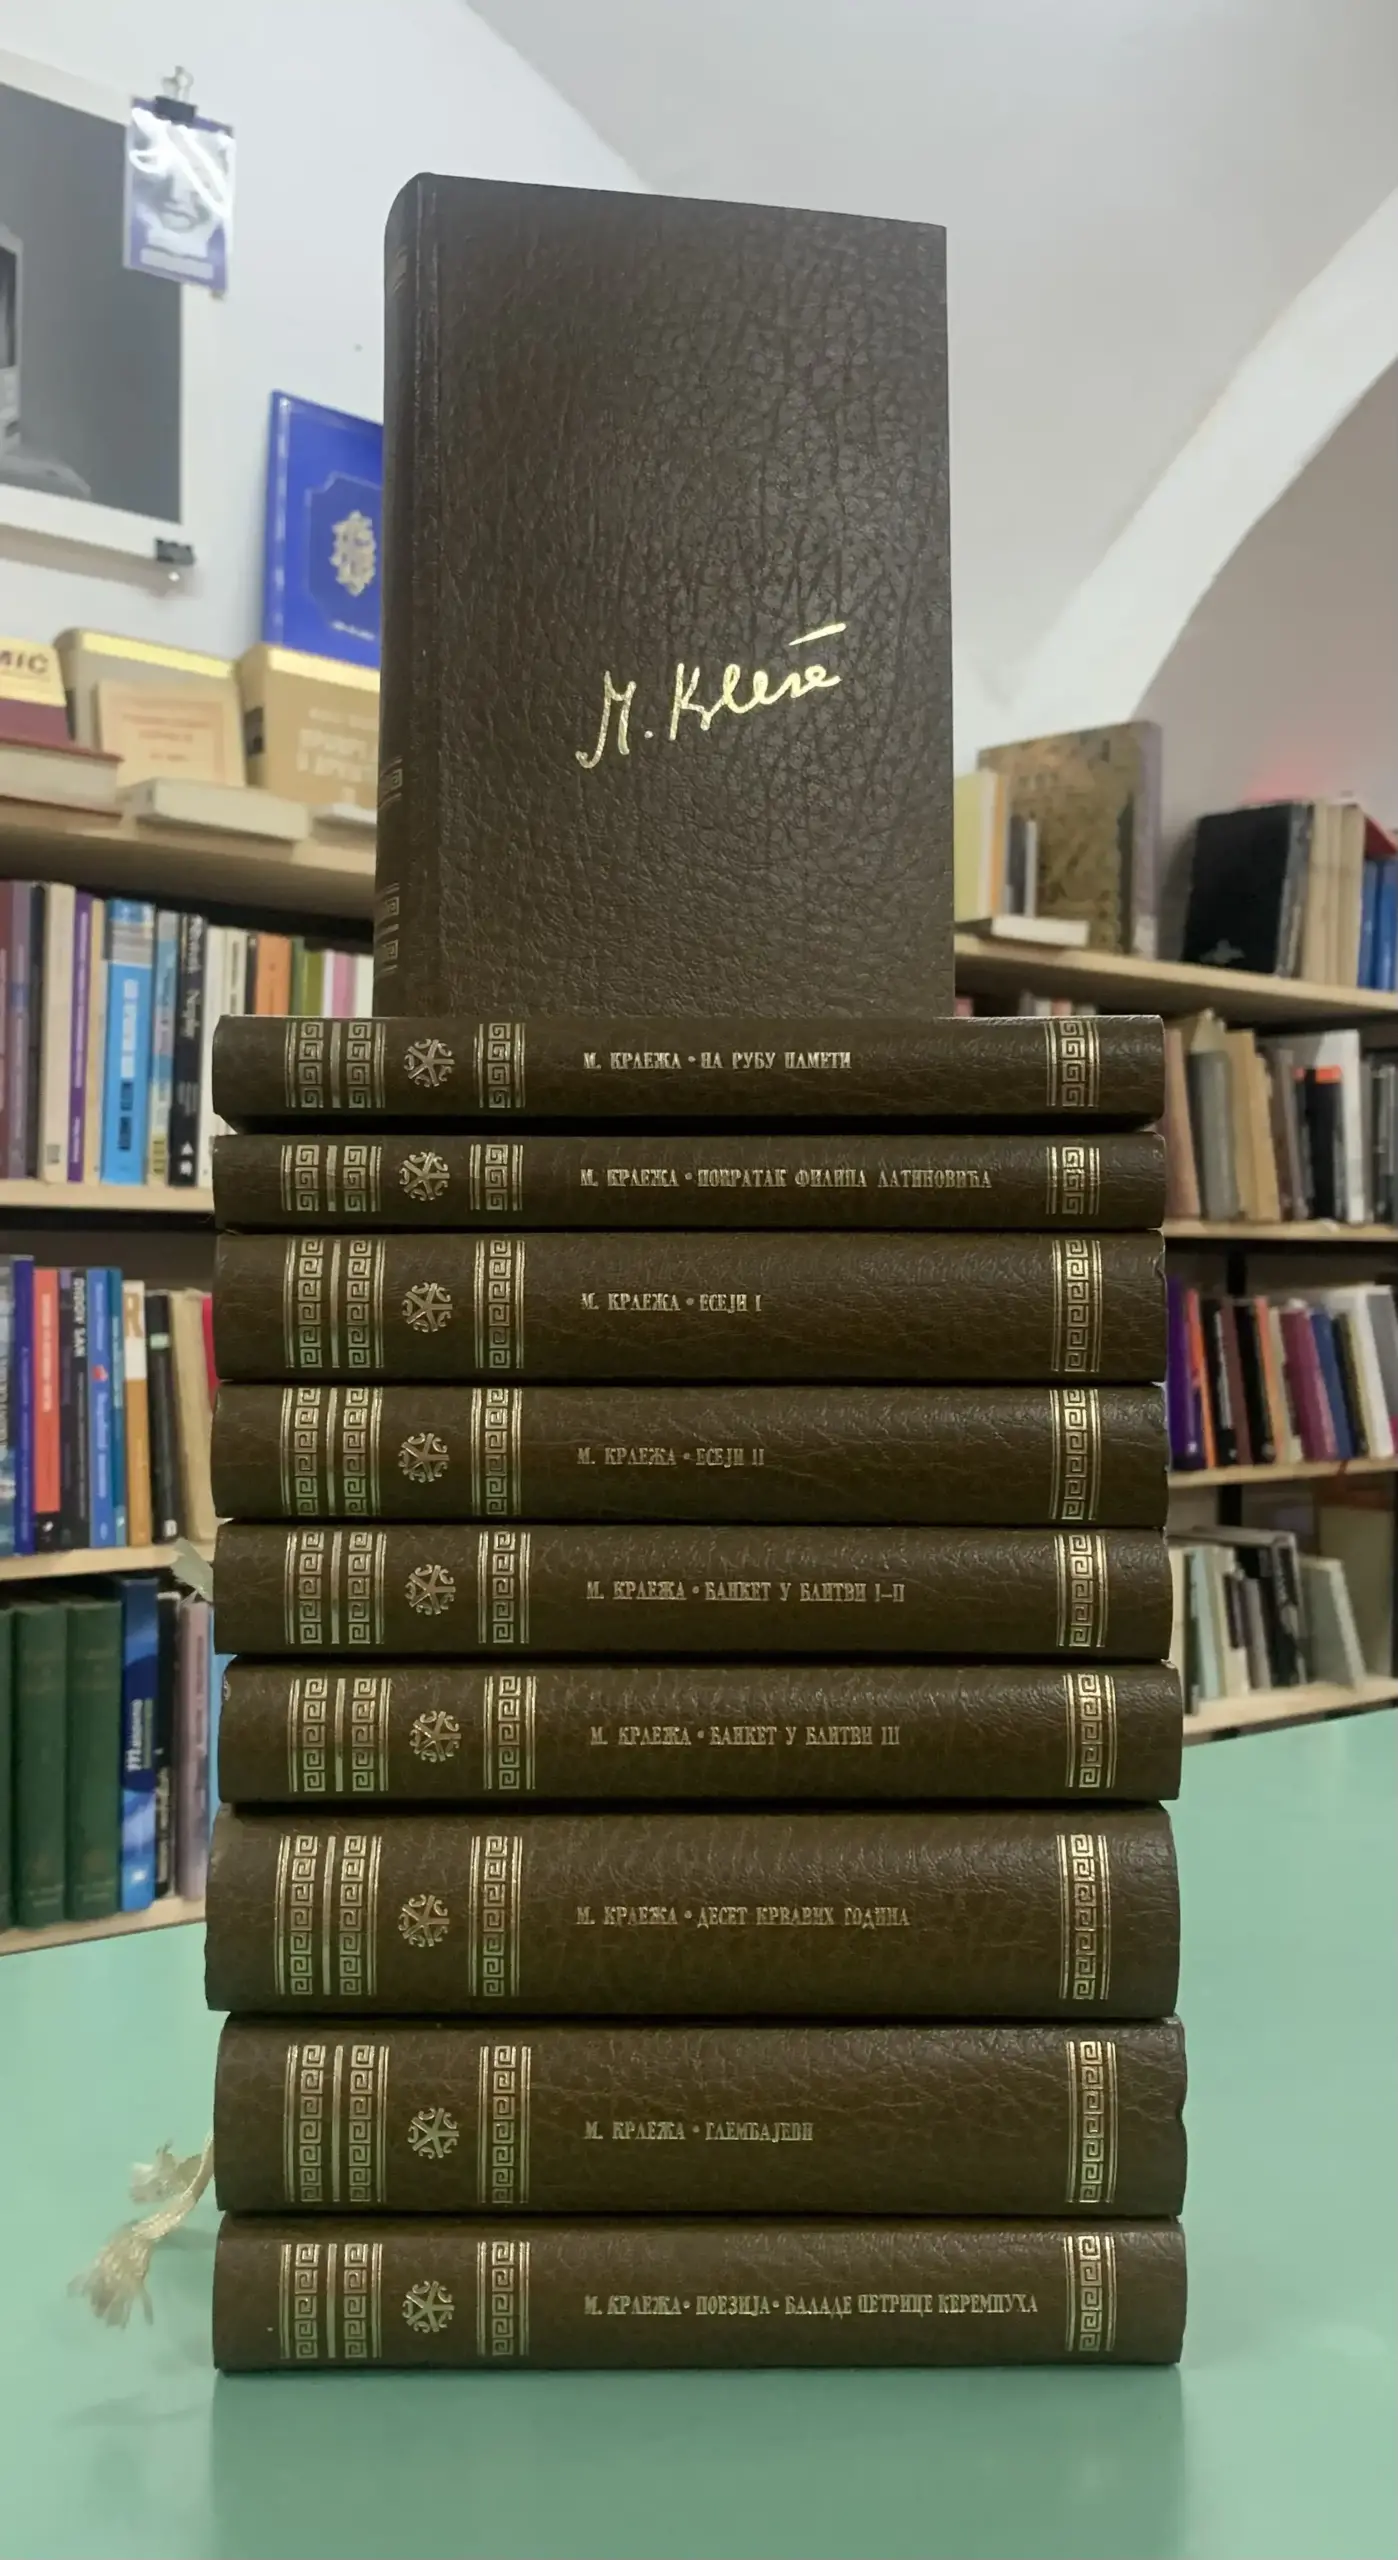 М. Крлежа
М. КРЛЕЖА • НА РУБУ ПАМЕТИ
М. КРЛЕЖА • ПОВРАТАК ФИЛИПА ЛАТИНОВИЋА
М. КРЛЕЖА • ЕСЕЈИ I
М. КРЛЕЖА • ЕСЕЈИ II
М. КРЛЕЖА • БАНКЕТ У БЛИТВИ I–II
М. КРЛЕЖА • БАНКЕТ У БЛИТВИ III
М. КРЛЕЖА • ДЕСЕТ КРВАВИХ ГОДИНА
М. КРЛЕЖА • ГЛЕМБАЈЕВИ
М. КРЛЕЖА • ПОЕЗИЈА • БАЛАДЕ ПЕТРИЦЕ КЕРЕМПУХА